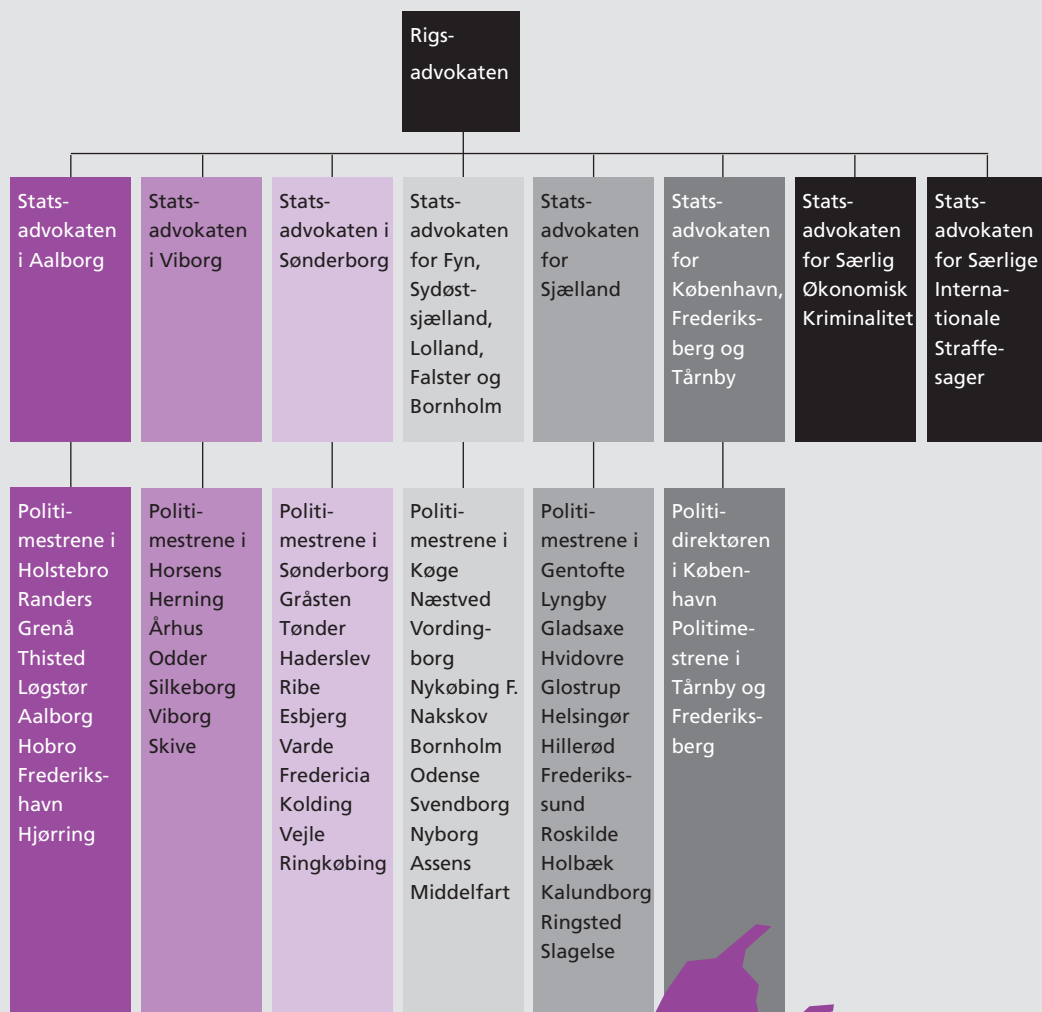 Rigs-
advokaten
Stats-
advokaten
i Aalborg
Stats-
advokaten
i Viborg
Stats-
advokaten i
Sønderborg
Stats-
advokaten
for Fyn,
Sydøst-
sjælland,
Lolland,
Falster og
Bornholm
Stats-
advokaten
for
Sjælland
Stats-
advokaten
for
København,
Frederiks-
berg og
Tårnby
Stats-
advokaten
for Særlig
Økonomisk
Kriminalitet
Stats-
advokaten
for Særlige
Interna-
tionale
Straffe-
sager
Politi-
mestrene i
Holstebro
Randers
Grenå
Thisted
Løgstør
Aalborg
Hobro
Frederiks-
havn
Hjørring
Politi-
mestrene i
Horsens
Herning
Århus
Odder
Silkeborg
Viborg
Skive
Politi-
mestrene i
Sønderborg
Gråsten
Tønder
Haderslev
Ribe
Esbjerg
Varde
Fredericia
Kolding
Vejle
Ringkøbing
Politi-
mestrene i
Køge
Næstved
Vording-
borg
Nykøbing F.
Nakskov
Bornholm
Odense
Svendborg
Nyborg
Assens
Middelfart
Politi-
mestrene i
Gentofte
Lyngby
Gladsaxe
Hvidovre
Glostrup
Helsingør
Hillerød
Frederiks-
sund
Roskilde
Holbæk
Kalundborg
Ringsted
Slagelse
Politi-
direktøren
i Køben-
havn
Politime-
strene i
Tårnby og
Frederiks-
berg